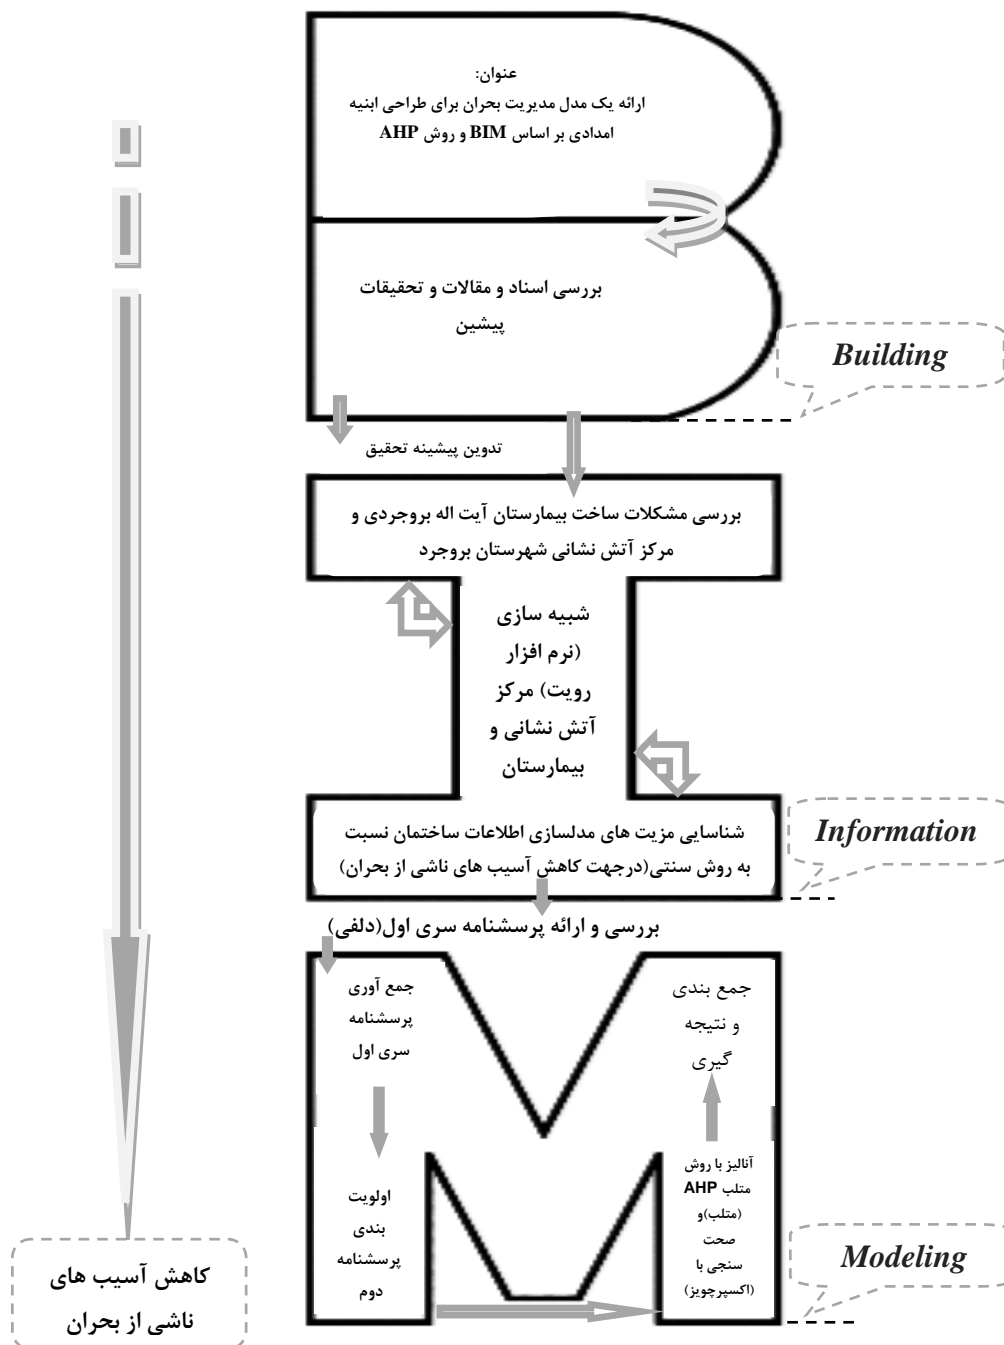 عنوان:
ارائه یک مدل مدیریت بحران برای طراحی ابنیه
امدادی بر اساس BIM و روش AHP
بررسی اسناد و مقالات و تحقیقات
پیشین
Building
تدوین پیشینه تحقیق
بررسی مشکلات ساخت بیمارستان آیت اله بروجردی و
مرکز آتش نشانی شهرستان بروجرد
شبیه سازی
(نرم افزار
رویت) مرکز
آتش نشانی و
بیمارستان
شناسایی مزیت های مدلسازی اطلاعات ساختمان نسبت
به روش سنتی(درجهت کاهش آسیب های ناشی از بحران)
Information
بررسی و ارائه پرسشنامه سری اول(دلفی)
جمع آوری
پرسشنامه
سری اول
اولویت
بندی
پرسشنامه
دوم
آنالیز با روش
متلب AHP
(متلب)و
صحت
سنجی با
(اکسپرچویز)
جمع بندی
و نتیجه
گیری
Modeling
کاهش آسیب های
ناشی از بحران